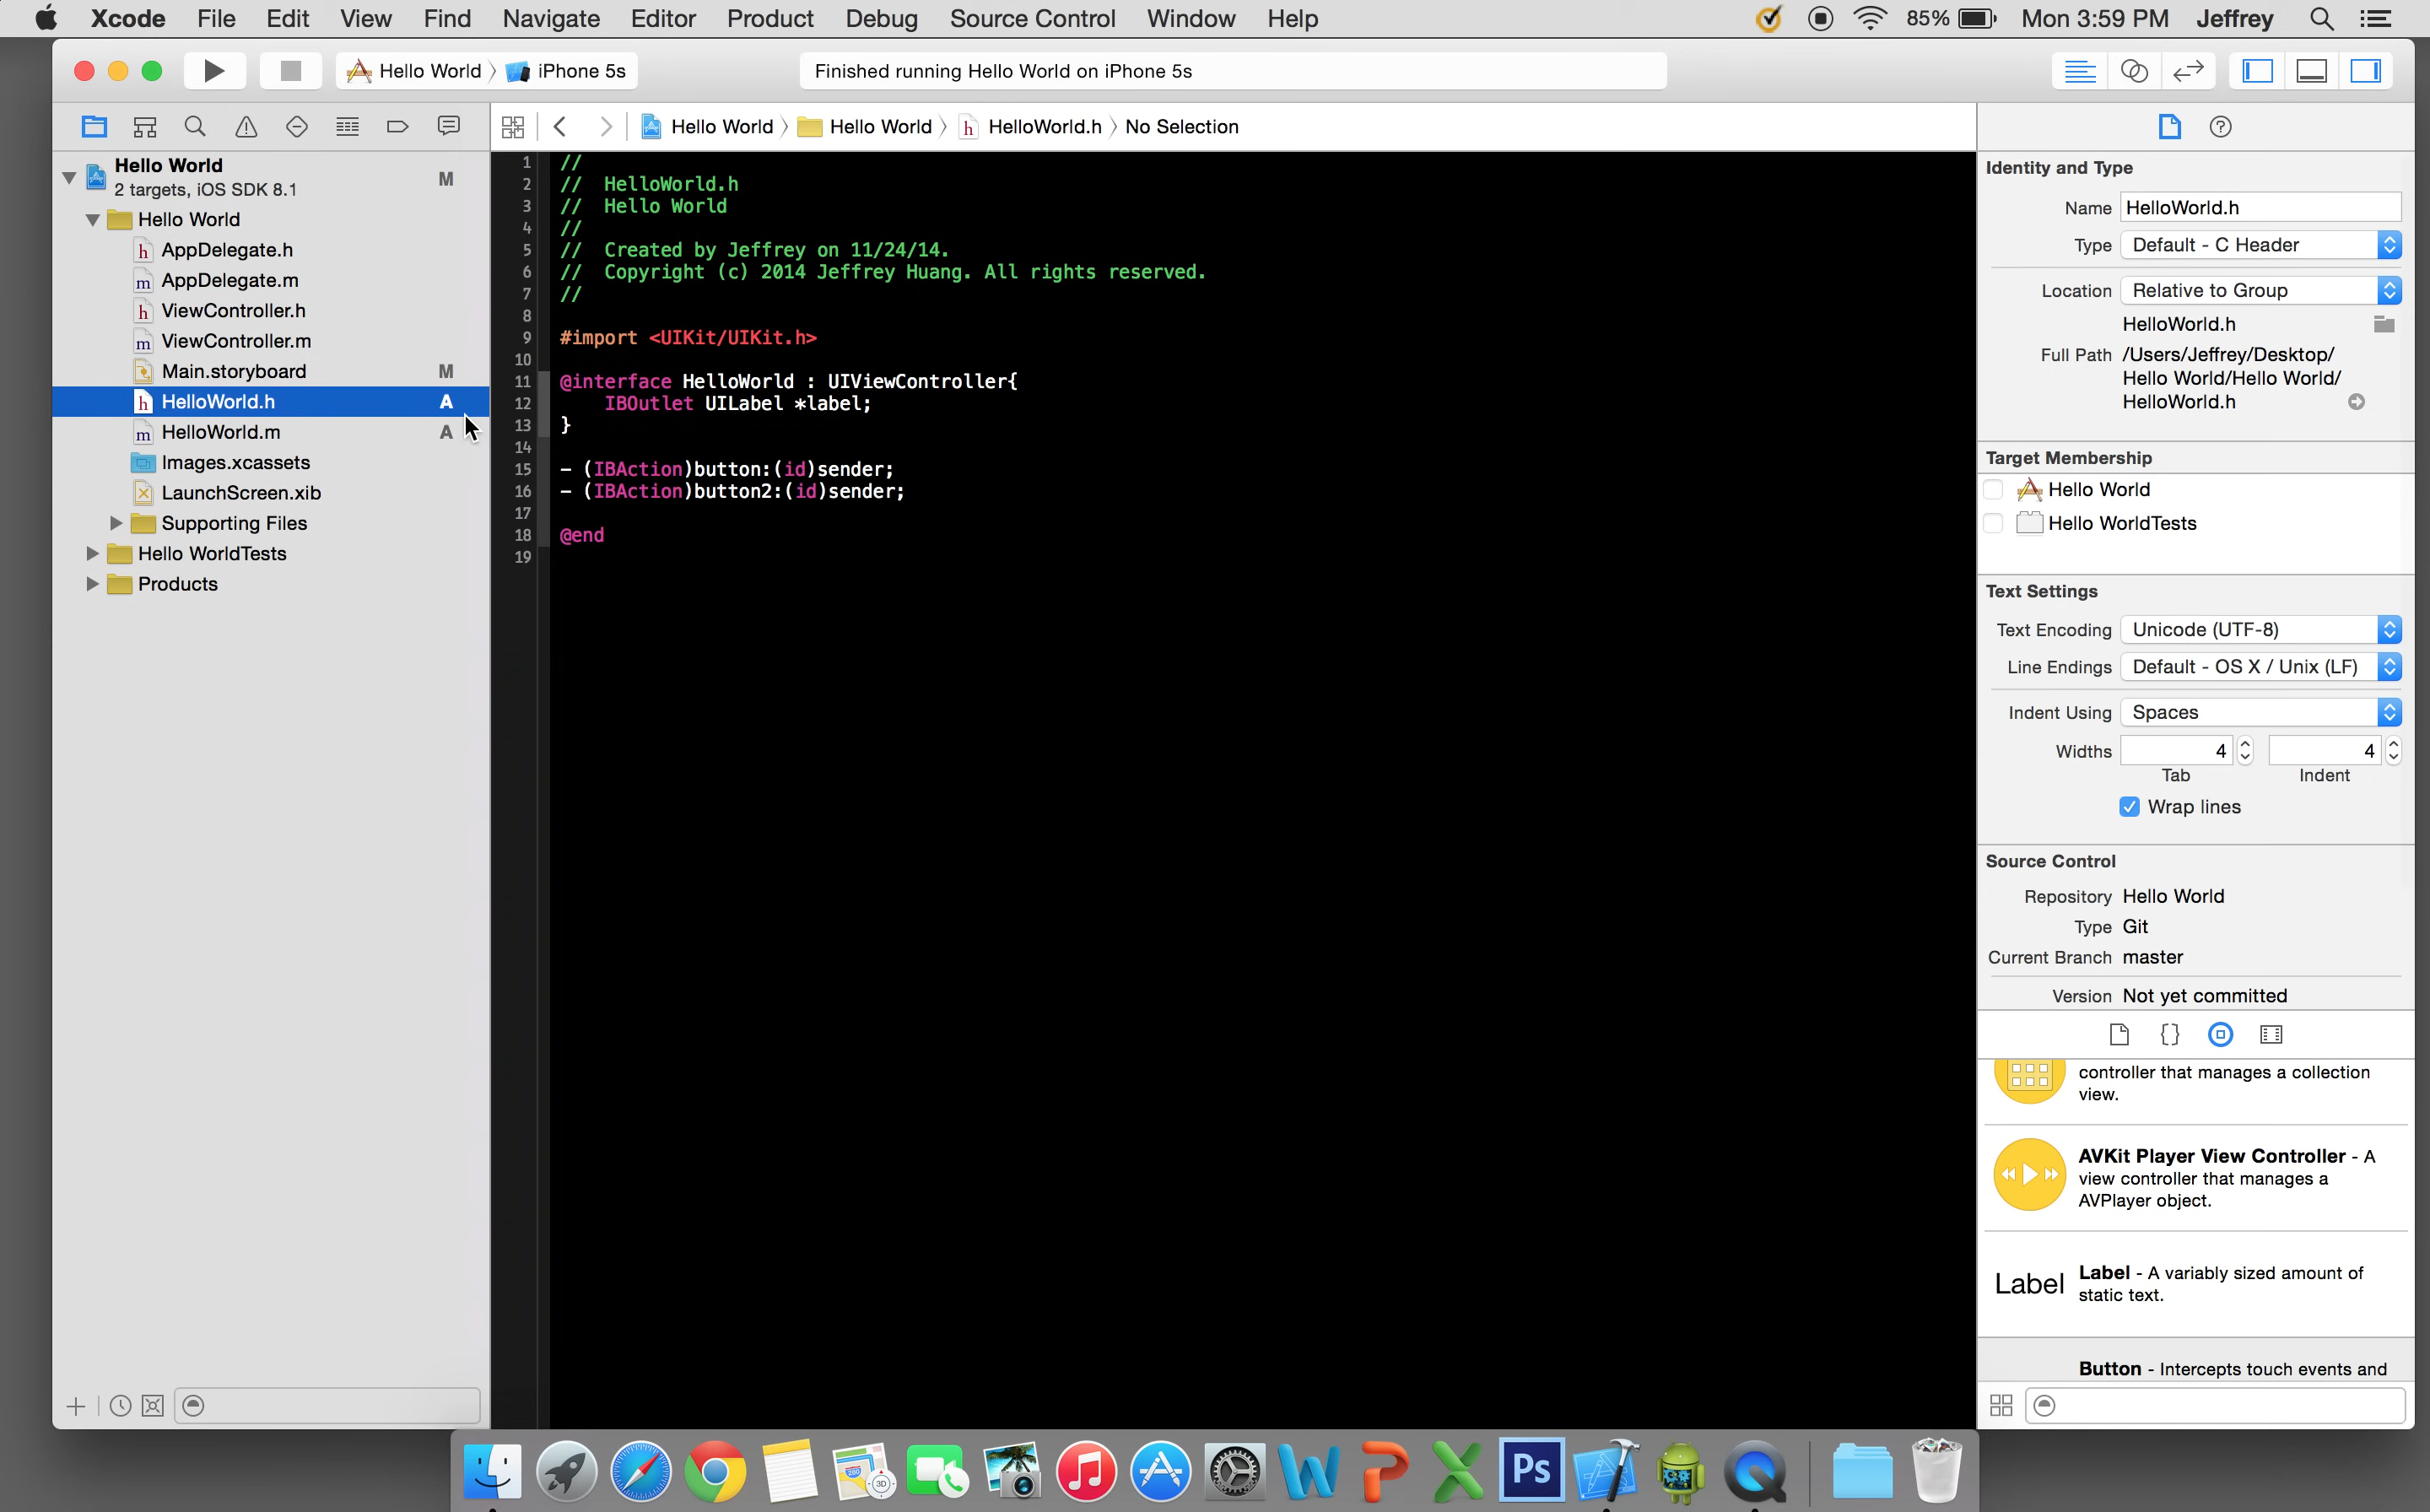 Xcode File Edit View Find Navigate Editor Product Debug Source Control Window Help 85% Mon 3:59 PM Jeffrey
Hello World iPhone 5s
Finished running Hello World on iPhone 5s
Hello World Hello World h HelloWorld.h No Selection
Hello World
2 targets, iOS SDK 8.1
M
Hello World
h AppDelegate.h
m AppDelegate.m
h ViewController.h
m ViewController.m
Main.storyboard M
h HelloWorld.h A
m HelloWorld.m A
Images.xcassets
LaunchScreen.xib
Supporting Files
Hello WorldTests
Products
1 //
2 // HelloWorld.h
3 // Hello World
4 //
5 // Created by Jeffrey on 11/24/14.
6 // Copyright (c) 2014 Jeffrey Huang. All rights reserved.
7 //
8
9 #import <UIKit/UIKit.h>
10
11 @interface HelloWorld : UIViewController{
12 IBOutlet UILabel *label;
13 }
14
15 - (IBAction)button:(id)sender;
16 - (IBAction)button2:(id)sender;
17
18 @end
19
Identity and Type
Name HelloWorld.h
Type Default - C Header
Location Relative to Group
HelloWorld.h
Full Path /Users/Jeffrey/Desktop/
Hello World/Hello World/
HelloWorld.h
Target Membership
Hello World
Hello WorldTests
Text Settings
Text Encoding Unicode (UTF-8)
Line Endings Default - OS X / Unix (LF)
Indent Using Spaces
Widths 4 4
Tab Indent
Wrap lines
Source Control
Repository Hello World
Type Git
Current Branch master
Version Not yet committed
{}
controller that manages a collection
view.
AVKit Player View Controller - A
view controller that manages a
AVPlayer object.
Label
Label - A variably sized amount of
static text.
Button - Intercepts touch events and
280 3D
W P X Ps